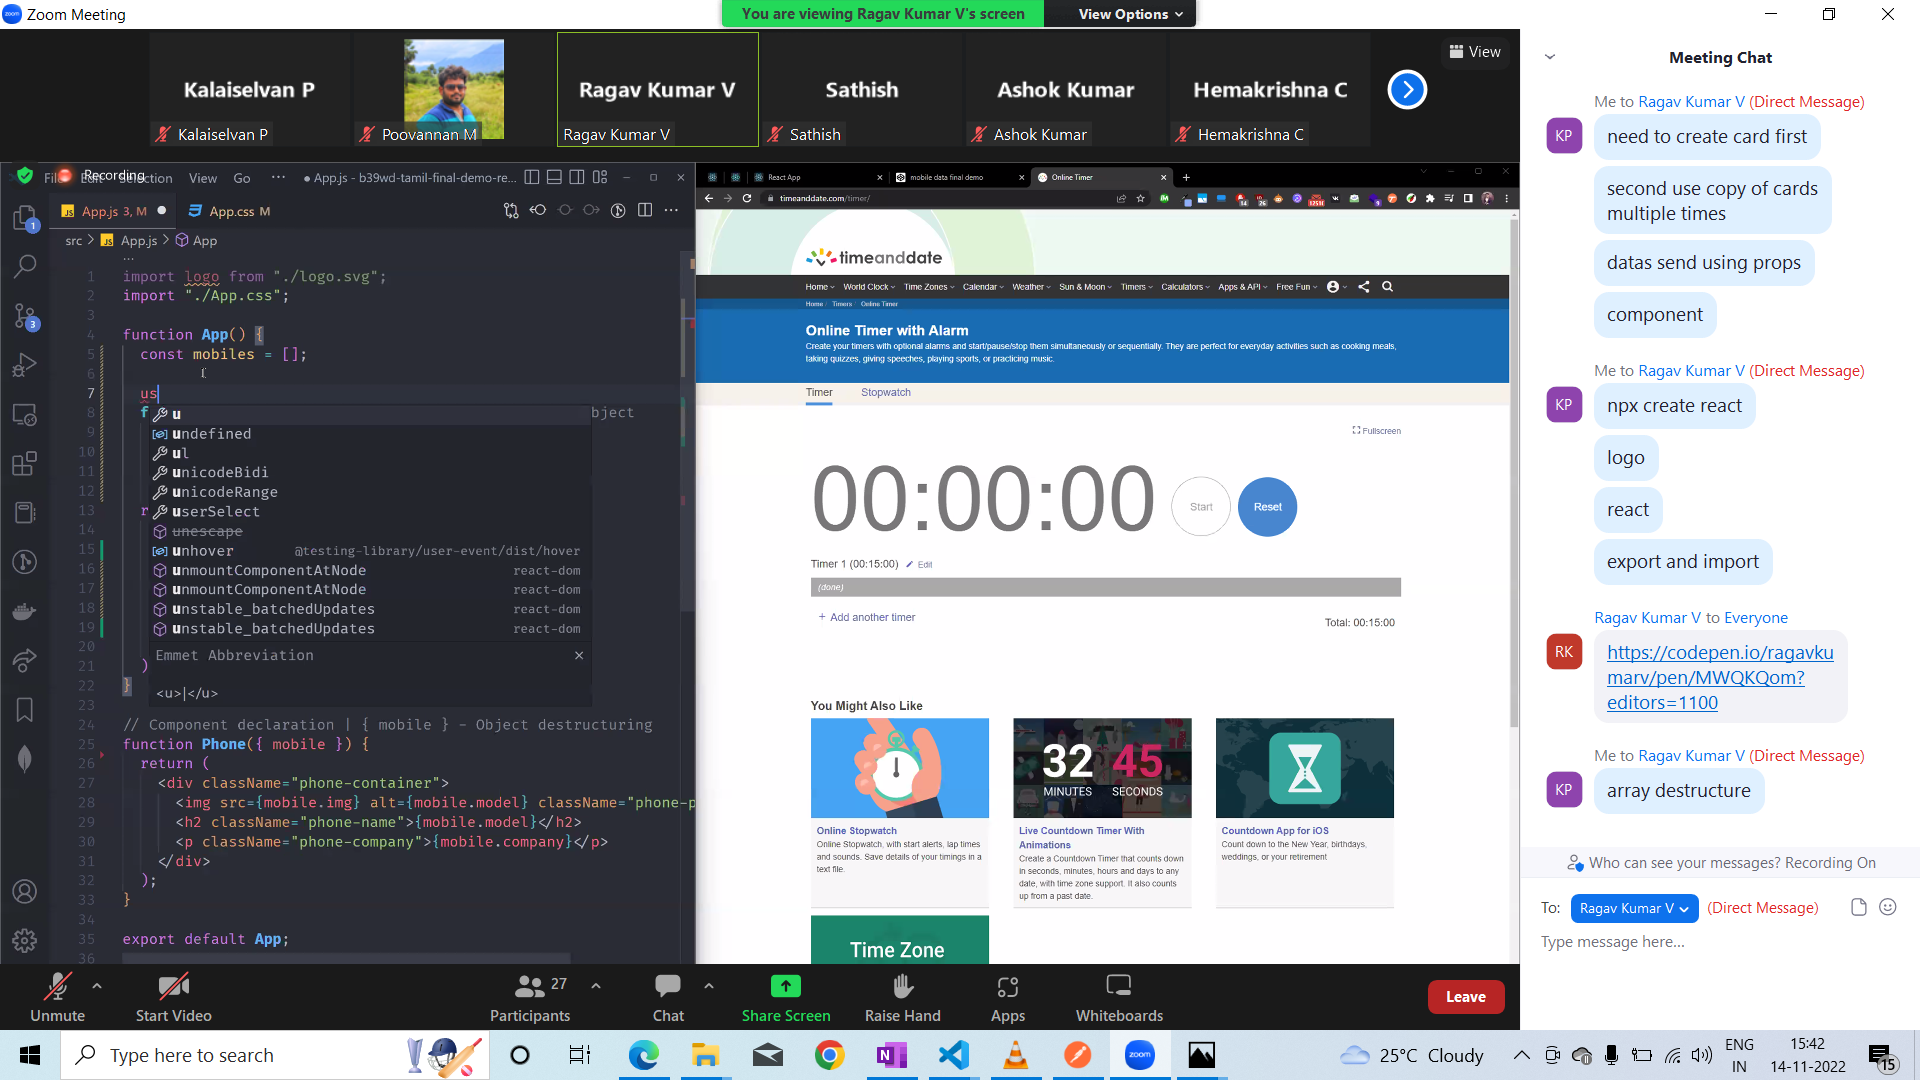 Zoom Meeting
You are viewing Ragav Kumar V's screen
View Options
Kalaiselvan P
Kalaiselvan P
Poovannan M
Ragav Kumar V
Ragav Kumar V
Sathish
Sathish
Ashok Kumar
Ashok Kumar
Hemakrishna C
Hemakrishna C
View
Recording
View
Go
···
● App.js - b39wd-tamil-final-demo-re...
App.js 3, M
App.css M
src > App.js > App
...
1 import logo from "./logo.svg";
2 import "./App.css";
3
4 function App() {
5 const mobiles = [];
6
7 us
8 f bject
9
10
11
12
13 r
14
15
16
17
18
19
20
21 )
22 }
23
24 // Component declaration | { mobile } - Object destructuring
25 function Phone({ mobile }) {
26 return (
27 <div className="phone-container">
28 <img src={mobile.img} alt={mobile.model} className="phone-p
29 <h2 className="phone-name">{mobile.model}</h2>
30 <p className="phone-company">{mobile.company}</p>
31 </div>
32 );
33 }
34
35 export default App;
36
u
undefined
ul
unicodeBidi
unicodeRange
userSelect
unescape
unhover @testing-library/user-event/dist/hover
unmountComponentAtNode react-dom
unmountComponentAtNode react-dom
unstable_batchedUpdates react-dom
unstable_batchedUpdates react-dom
Emmet Abbreviation
<u>|</u>
React App
mobile data final demo
Online Timer
timeanddate.com/timer/
timeanddate
Home World Clock Time Zones Calendar Weather Sun & Moon Timers Calculators Apps & API Free Fun
Home Timers Online Timer
Online Timer with Alarm
Create your timers with optional alarms and start/pause/stop them simultaneously or sequentially. They are perfect for everyday activities such as cooking meals,
taking quizzes, giving speeches, playing sports, or practicing music.
Timer
Stopwatch
Fullscreen
00:00:00
Start
Reset
Timer 1 (00:15:00) Edit
(done)
+ Add another timer
Total: 00:15:00
You Might Also Like
32 MINUTES
45 SECONDS
Online Stopwatch
Online Stopwatch, with start alerts, lap times
and sounds. Save details of your timings in a
text file.
Live Countdown Timer With
Animations
Create a Countdown Timer that counts down
in seconds, minutes, hours and days to any
date, with time zone support. It also counts
up from a past date.
Countdown App for iOS
Count down to the New Year, birthdays,
weddings, or your retirement
Time Zone
Meeting Chat
Me to Ragav Kumar V (Direct Message)
KP
need to create card first
second use copy of cards
multiple times
datas send using props
component
Me to Ragav Kumar V (Direct Message)
KP
npx create react
logo
react
export and import
Ragav Kumar V to Everyone
RK
https://codepen.io/ragavku
marv/pen/MWQKQom?
editors=1100
Me to Ragav Kumar V (Direct Message)
KP
array destructure
Who can see your messages? Recording On
To: Ragav Kumar V (Direct Message)
Type message here...
Unmute
Start Video
27
Participants
Chat
Share Screen
Raise Hand
Apps
Whiteboards
Leave
Type here to search
25°C Cloudy
ENG
IN
15:42
14-11-2022
15